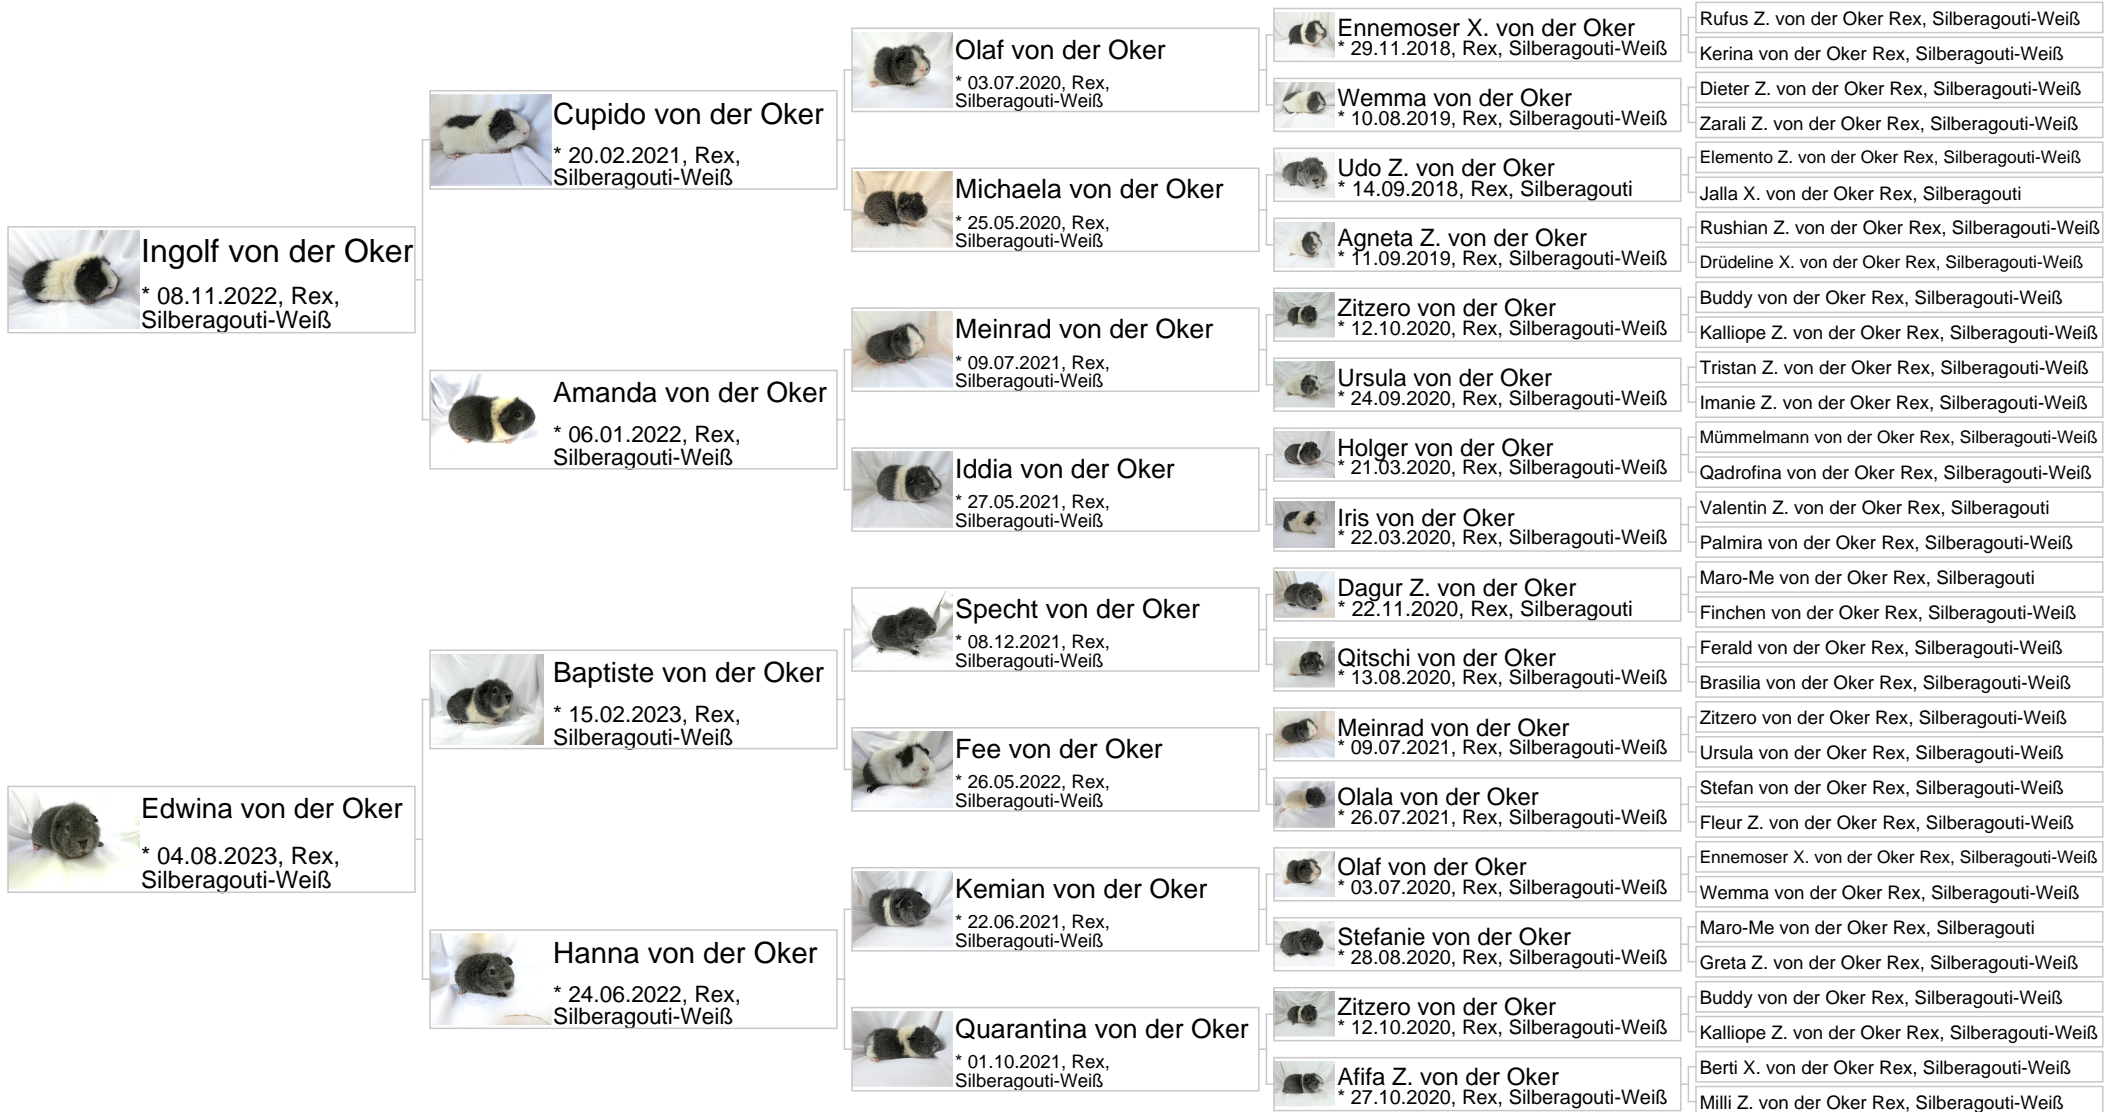 Ingolf von der Oker
* 08.11.2022, Rex,
Silberagouti-Weiß
Edwina von der Oker
* 04.08.2023, Rex,
Silberagouti-Weiß
Cupido von der Oker
* 20.02.2021, Rex,
Silberagouti-Weiß
Amanda von der Oker
* 06.01.2022, Rex,
Silberagouti-Weiß
Baptiste von der Oker
* 15.02.2023, Rex,
Silberagouti-Weiß
Hanna von der Oker
* 24.06.2022, Rex,
Silberagouti-Weiß
Olaf von der Oker
* 03.07.2020, Rex,
Silberagouti-Weiß
Michaela von der Oker
* 25.05.2020, Rex,
Silberagouti-Weiß
Meinrad von der Oker
* 09.07.2021, Rex,
Silberagouti-Weiß
Iddia von der Oker
* 27.05.2021, Rex,
Silberagouti-Weiß
Specht von der Oker
* 08.12.2021, Rex,
Silberagouti-Weiß
Fee von der Oker
* 26.05.2022, Rex,
Silberagouti-Weiß
Kemian von der Oker
* 22.06.2021, Rex,
Silberagouti-Weiß
Quarantina von der Oker
* 01.10.2021, Rex,
Silberagouti-Weiß
Ennemoser X. von der Oker
* 29.11.2018, Rex, Silberagouti-Weiß
Wemma von der Oker
* 10.08.2019, Rex, Silberagouti-Weiß
Udo Z. von der Oker
* 14.09.2018, Rex, Silberagouti
Agneta Z. von der Oker
* 11.09.2019, Rex, Silberagouti-Weiß
Zitzero von der Oker
* 12.10.2020, Rex, Silberagouti-Weiß
Ursula von der Oker
* 24.09.2020, Rex, Silberagouti-Weiß
Holger von der Oker
* 21.03.2020, Rex, Silberagouti-Weiß
Iris von der Oker
* 22.03.2020, Rex, Silberagouti-Weiß
Dagur Z. von der Oker
* 22.11.2020, Rex, Silberagouti
Qitschi von der Oker
* 13.08.2020, Rex, Silberagouti-Weiß
Meinrad von der Oker
* 09.07.2021, Rex, Silberagouti-Weiß
Olala von der Oker
* 26.07.2021, Rex, Silberagouti-Weiß
Olaf von der Oker
* 03.07.2020, Rex, Silberagouti-Weiß
Stefanie von der Oker
* 28.08.2020, Rex, Silberagouti-Weiß
Zitzero von der Oker
* 12.10.2020, Rex, Silberagouti-Weiß
Afifa Z. von der Oker
* 27.10.2020, Rex, Silberagouti-Weiß
Rufus Z. von der Oker Rex, Silberagouti-Weiß
Kerina von der Oker Rex, Silberagouti-Weiß
Dieter Z. von der Oker Rex, Silberagouti-Weiß
Zarali Z. von der Oker Rex, Silberagouti-Weiß
Elemento Z. von der Oker Rex, Silberagouti-Weiß
Jalla X. von der Oker Rex, Silberagouti
Rushian Z. von der Oker Rex, Silberagouti-Weiß
Drüdeline X. von der Oker Rex, Silberagouti-Weiß
Buddy von der Oker Rex, Silberagouti-Weiß
Kalliope Z. von der Oker Rex, Silberagouti-Weiß
Tristan Z. von der Oker Rex, Silberagouti-Weiß
Imanie Z. von der Oker Rex, Silberagouti-Weiß
Mümmelmann von der Oker Rex, Silberagouti-Weiß
Qadrofina von der Oker Rex, Silberagouti-Weiß
Valentin Z. von der Oker Rex, Silberagouti
Palmira von der Oker Rex, Silberagouti-Weiß
Maro-Me von der Oker Rex, Silberagouti
Finchen von der Oker Rex, Silberagouti-Weiß
Ferald von der Oker Rex, Silberagouti-Weiß
Brasilia von der Oker Rex, Silberagouti-Weiß
Zitzero von der Oker Rex, Silberagouti-Weiß
Ursula von der Oker Rex, Silberagouti-Weiß
Stefan von der Oker Rex, Silberagouti-Weiß
Fleur Z. von der Oker Rex, Silberagouti-Weiß
Ennemoser X. von der Oker Rex, Silberagouti-Weiß
Wemma von der Oker Rex, Silberagouti-Weiß
Maro-Me von der Oker Rex, Silberagouti
Greta Z. von der Oker Rex, Silberagouti-Weiß
Buddy von der Oker Rex, Silberagouti-Weiß
Kalliope Z. von der Oker Rex, Silberagouti-Weiß
Berti X. von der Oker Rex, Silberagouti-Weiß
Milli Z. von der Oker Rex, Silberagouti-Weiß